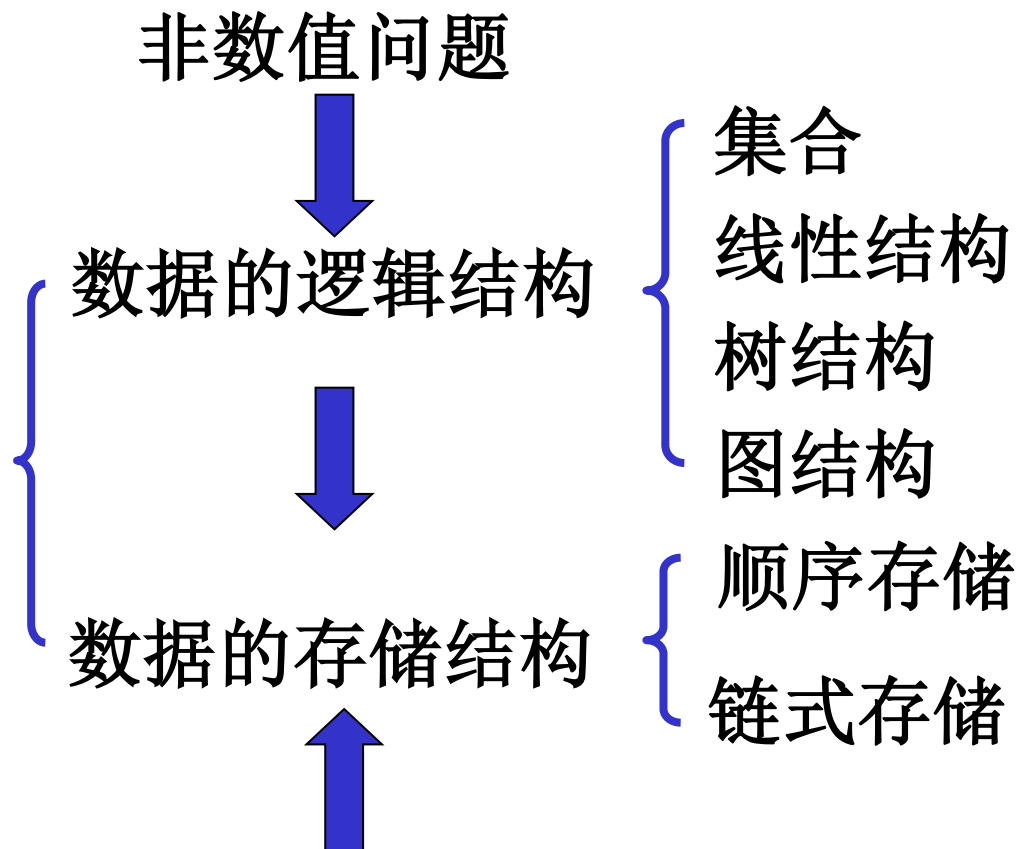 非数值问题
数据的逻辑结构
集合
线性结构
树结构
图结构
数据的存储结构
顺序存储
链式存储